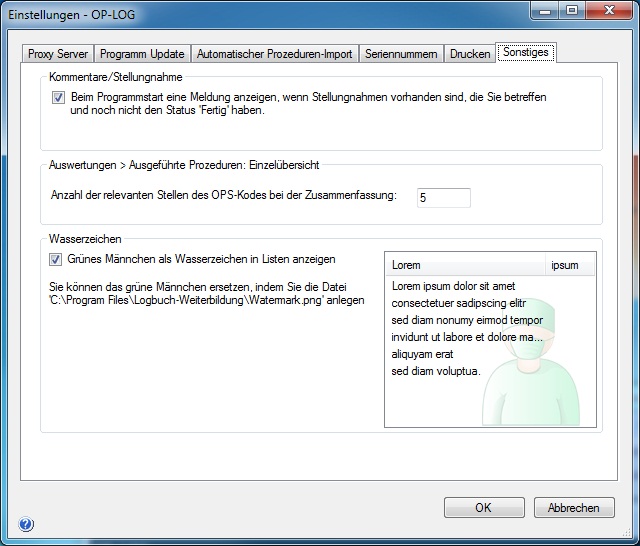 Einstellungen - OP-LOG
Proxy Server
Programm Update
Automatischer Prozeduren-Import
Seriennummern
Drucken
Sonstiges
Kommentare/Stellungnahme
Beim Programmstart eine Meldung anzeigen, wenn Stellungnahmen vorhanden sind, die Sie betreffen
und noch nicht den Status 'Fertig' haben.
Auswertungen > Ausgeführte Prozeduren: Einzelübersicht
Anzahl der relevanten Stellen des OPS-Kodes bei der Zusammenfassung:
5
Wasserzeichen
Grünes Männchen als Wasserzeichen in Listen anzeigen
Sie können das grüne Männchen ersetzen, indem Sie die Datei
'C:\Program Files\Logbuch-Weiterbildung\Watermark.png' anlegen
Lorem ipsum
Lorem ipsum dolor sit amet
consectetuer sadipscing elitr
sed diam nonumy eirmod tempor
invidunt ut labore et dolore ma...
aliquyam erat
sed diam voluptua.
OK
Abbrechen
?